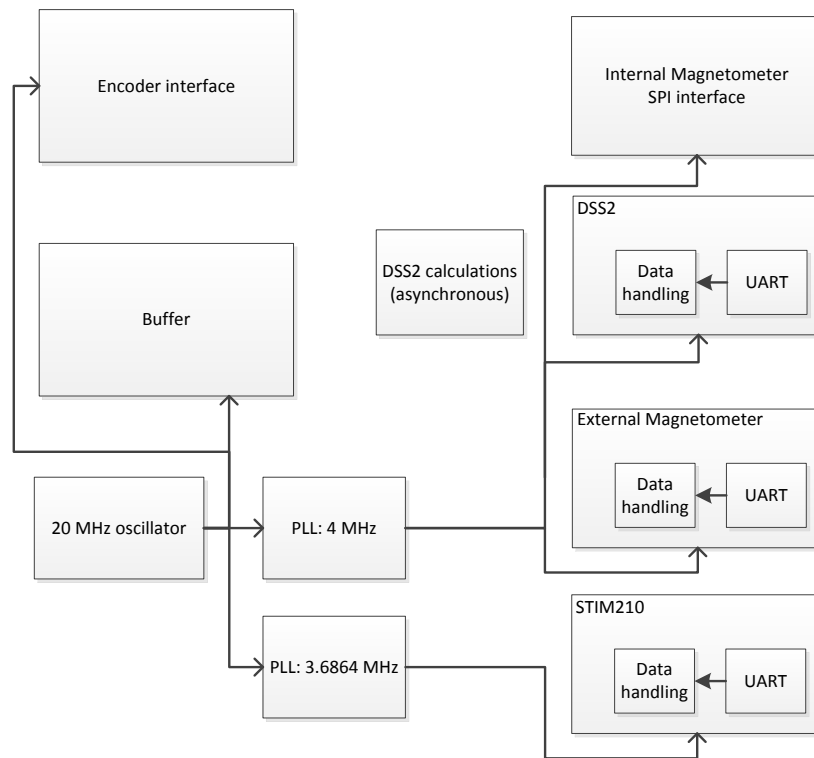 Encoder interface
Internal Magnetometer
SPI interface
DSS2
Data
handling
UART
DSS2 calculations
(asynchronous)
Buffer
External Magnetometer
Data
handling
UART
20 MHz oscillator
PLL: 4 MHz
STIM210
Data
handling
UART
PLL: 3.6864 MHz